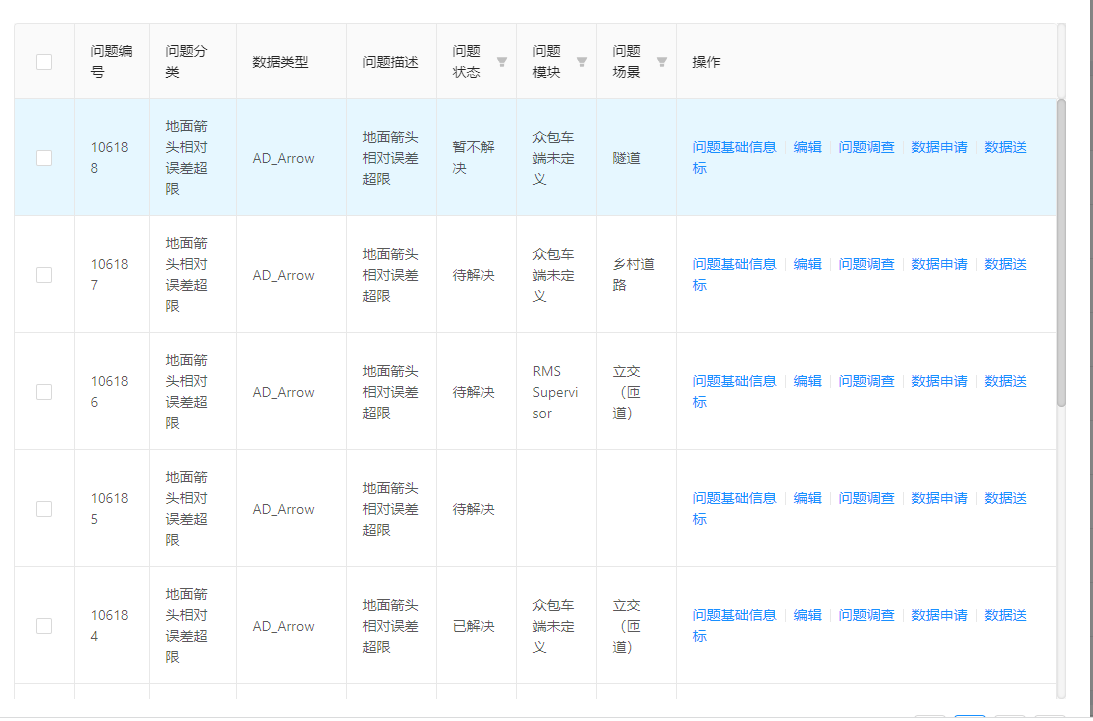 问题编
号
问题分
类
数据类型
问题描述
问题
状态
问题
模块
问题
场景
操作
10618
8
地面箭
头相对
误差超
限
AD_Arrow
地面箭头
相对误差
超限
暂不解
决
众包车
端未定
义
隧道
问题基础信息 编辑 问题调查 数据申请 数据送
标
10618
7
地面箭
头相对
误差超
限
AD_Arrow
地面箭头
相对误差
超限
待解决
众包车
端未定
义
乡村道
路
问题基础信息 编辑 问题调查 数据申请 数据送
标
10618
6
地面箭
头相对
误差超
限
AD_Arrow
地面箭头
相对误差
超限
待解决
RMS
Supervi
sor
立交
（匝
道）
问题基础信息 编辑 问题调查 数据申请 数据送
标
10618
5
地面箭
头相对
误差超
限
AD_Arrow
地面箭头
相对误差
超限
待解决
问题基础信息 编辑 问题调查 数据申请 数据送
标
10618
4
地面箭
头相对
误差超
限
AD_Arrow
地面箭头
相对误差
超限
已解决
众包车
端未定
义
立交
（匝
道）
问题基础信息 编辑 问题调查 数据申请 数据送
标